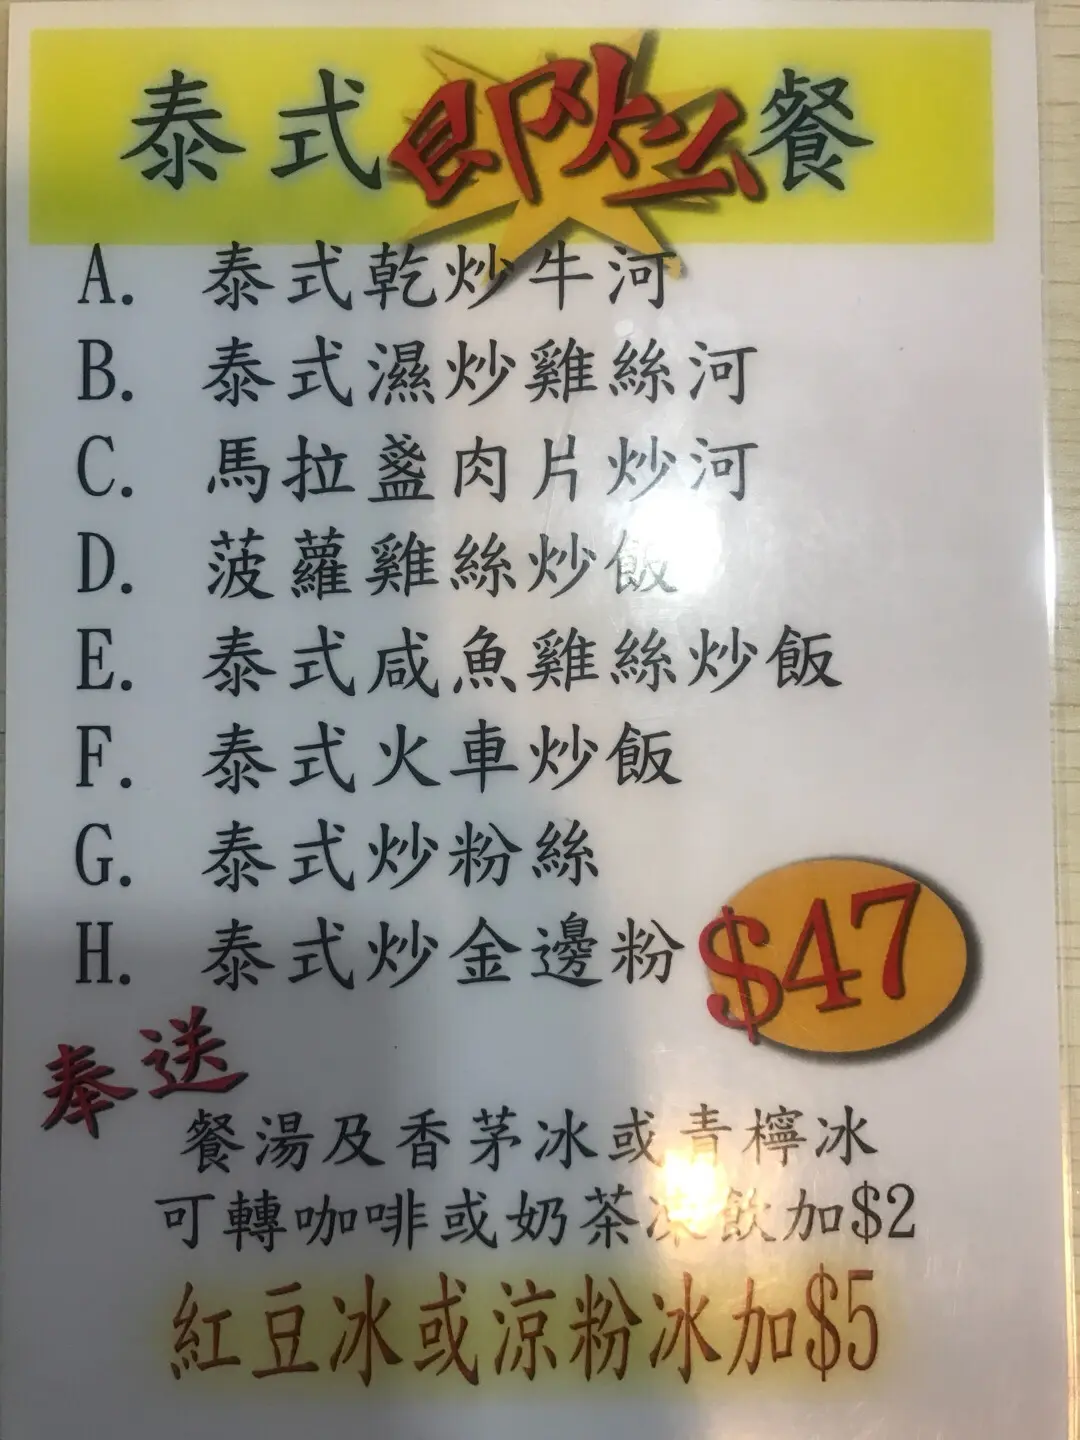 泰式即炒餐
A. 泰式乾炒牛河
B. 泰式濕炒雞絲河
C. 馬拉盞肉片炒河
D. 菠蘿雞絲炒飯
E. 泰式咸魚雞絲炒飯
F. 泰式火車炒飯
G. 泰式炒粉絲
H. 泰式炒金邊粉
$47
奉送
餐湯及香茅冰或青檸冰
可轉咖啡或奶茶凍飲加$2
紅豆冰或涼粉冰加$5